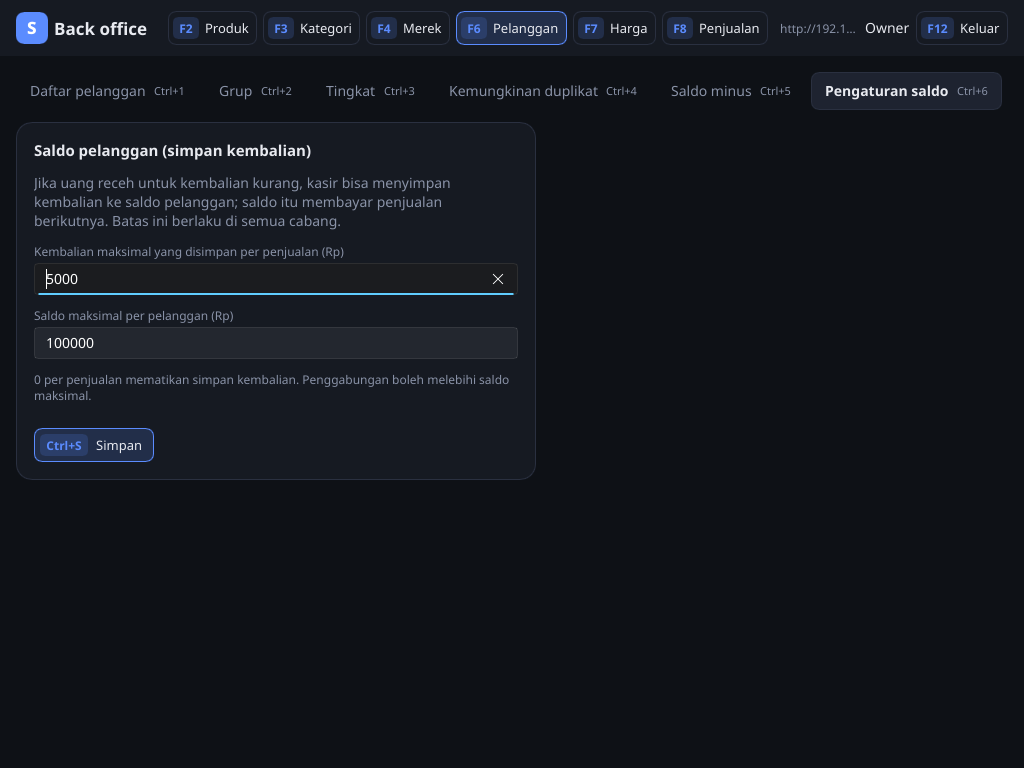 S Back office F2 Produk F3 Kategori F4 Merek F6 Pelanggan F7 Harga F8 Penjualan http://192.1... Owner F12 Keluar
Daftar pelanggan Ctrl+1 Grup Ctrl+2 Tingkat Ctrl+3 Kemungkinan duplikat Ctrl+4 Saldo minus Ctrl+5 Pengaturan saldo Ctrl+6
Saldo pelanggan (simpan kembalian)
Jika uang receh untuk kembalian kurang, kasir bisa menyimpan
kembalian ke saldo pelanggan; saldo itu membayar penjualan
berikutnya. Batas ini berlaku di semua cabang.
Kembalian maksimal yang disimpan per penjualan (Rp)
5000
Saldo maksimal per pelanggan (Rp)
100000
0 per penjualan mematikan simpan kembalian. Penggabungan boleh melebihi saldo
maksimal.
Ctrl+S Simpan